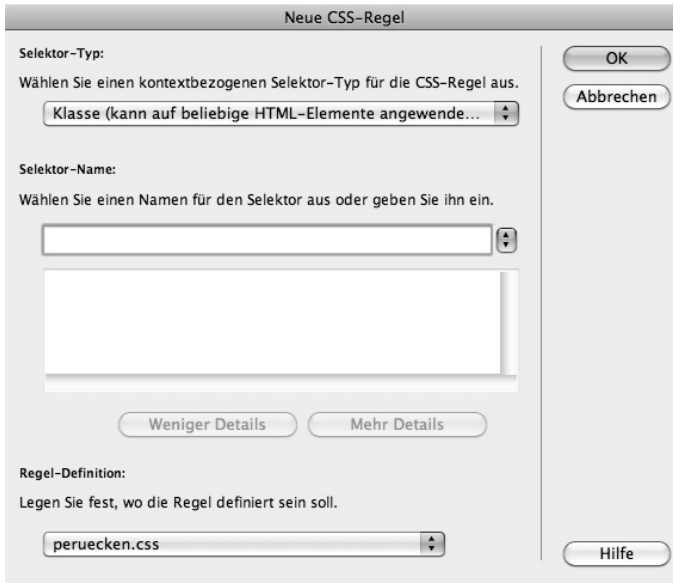 Neue CSS-Regel
Selektor-Typ:
Wählen Sie einen kontextbezogenen Selektor-Typ für die CSS-Regel aus.
Klasse (kann auf beliebige HTML-Elemente angewende...
OK
Abbrechen
Selektor-Name:
Wählen Sie einen Namen für den Selektor aus oder geben Sie ihn ein.
Weniger Details
Mehr Details
Regel-Definition:
Legen Sie fest, wo die Regel definiert sein soll.
peruecken.css
Hilfe